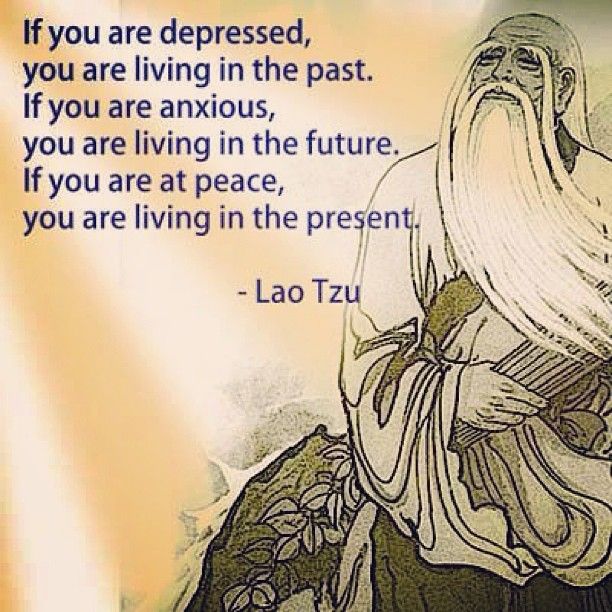 If you are depressed,
you are living in the past.
If you are anxious,
you are living in the future.
If you are at peace,
you are living in the present.
- Lao Tzu